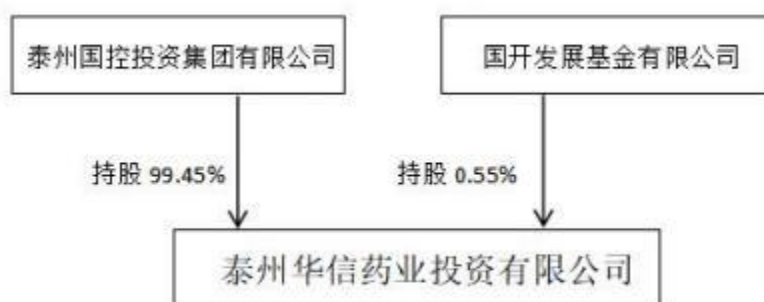 泰州国控投资集团有限公司
国开发展基金有限公司
持股 99.45%
持股 0.55%
泰州华信药业投资有限公司